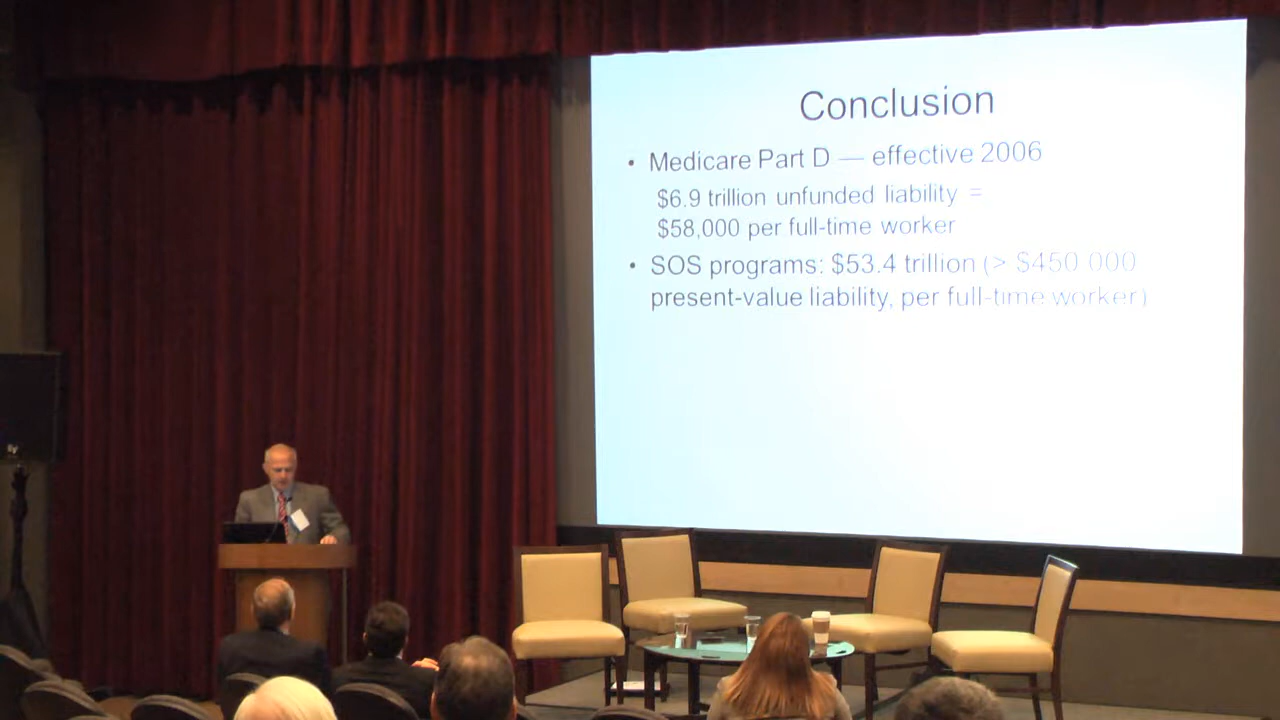 Conclusion
• Medicare Part D — effective 2006
$6.9 trillion unfunded liability =
$58,000 per full-time worker
• SOS programs: $53.4 trillion (> $450 000
present-value liability, per full-time worker)